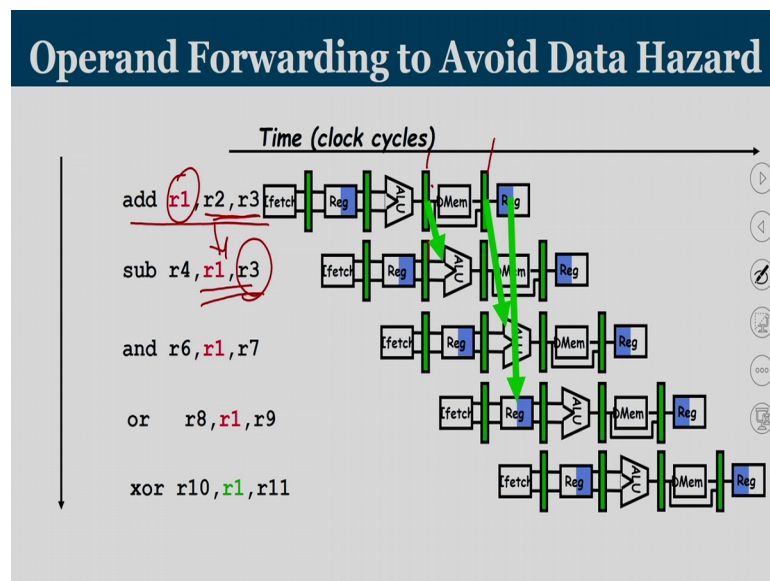 Operand Forwarding to Avoid Data Hazard
Time (clock cycles)
add r1,r2,r3 Ifetch Reg ALU DMem Reg
sub r4,r1,r3 Ifetch Reg ALU DMem Reg
and r6,r1,r7 Ifetch Reg ALU DMem Reg
or r8,r1,r9 Ifetch Reg ALU DMem Reg
xor r10,r1,r11 Ifetch Reg ALU DMem Reg